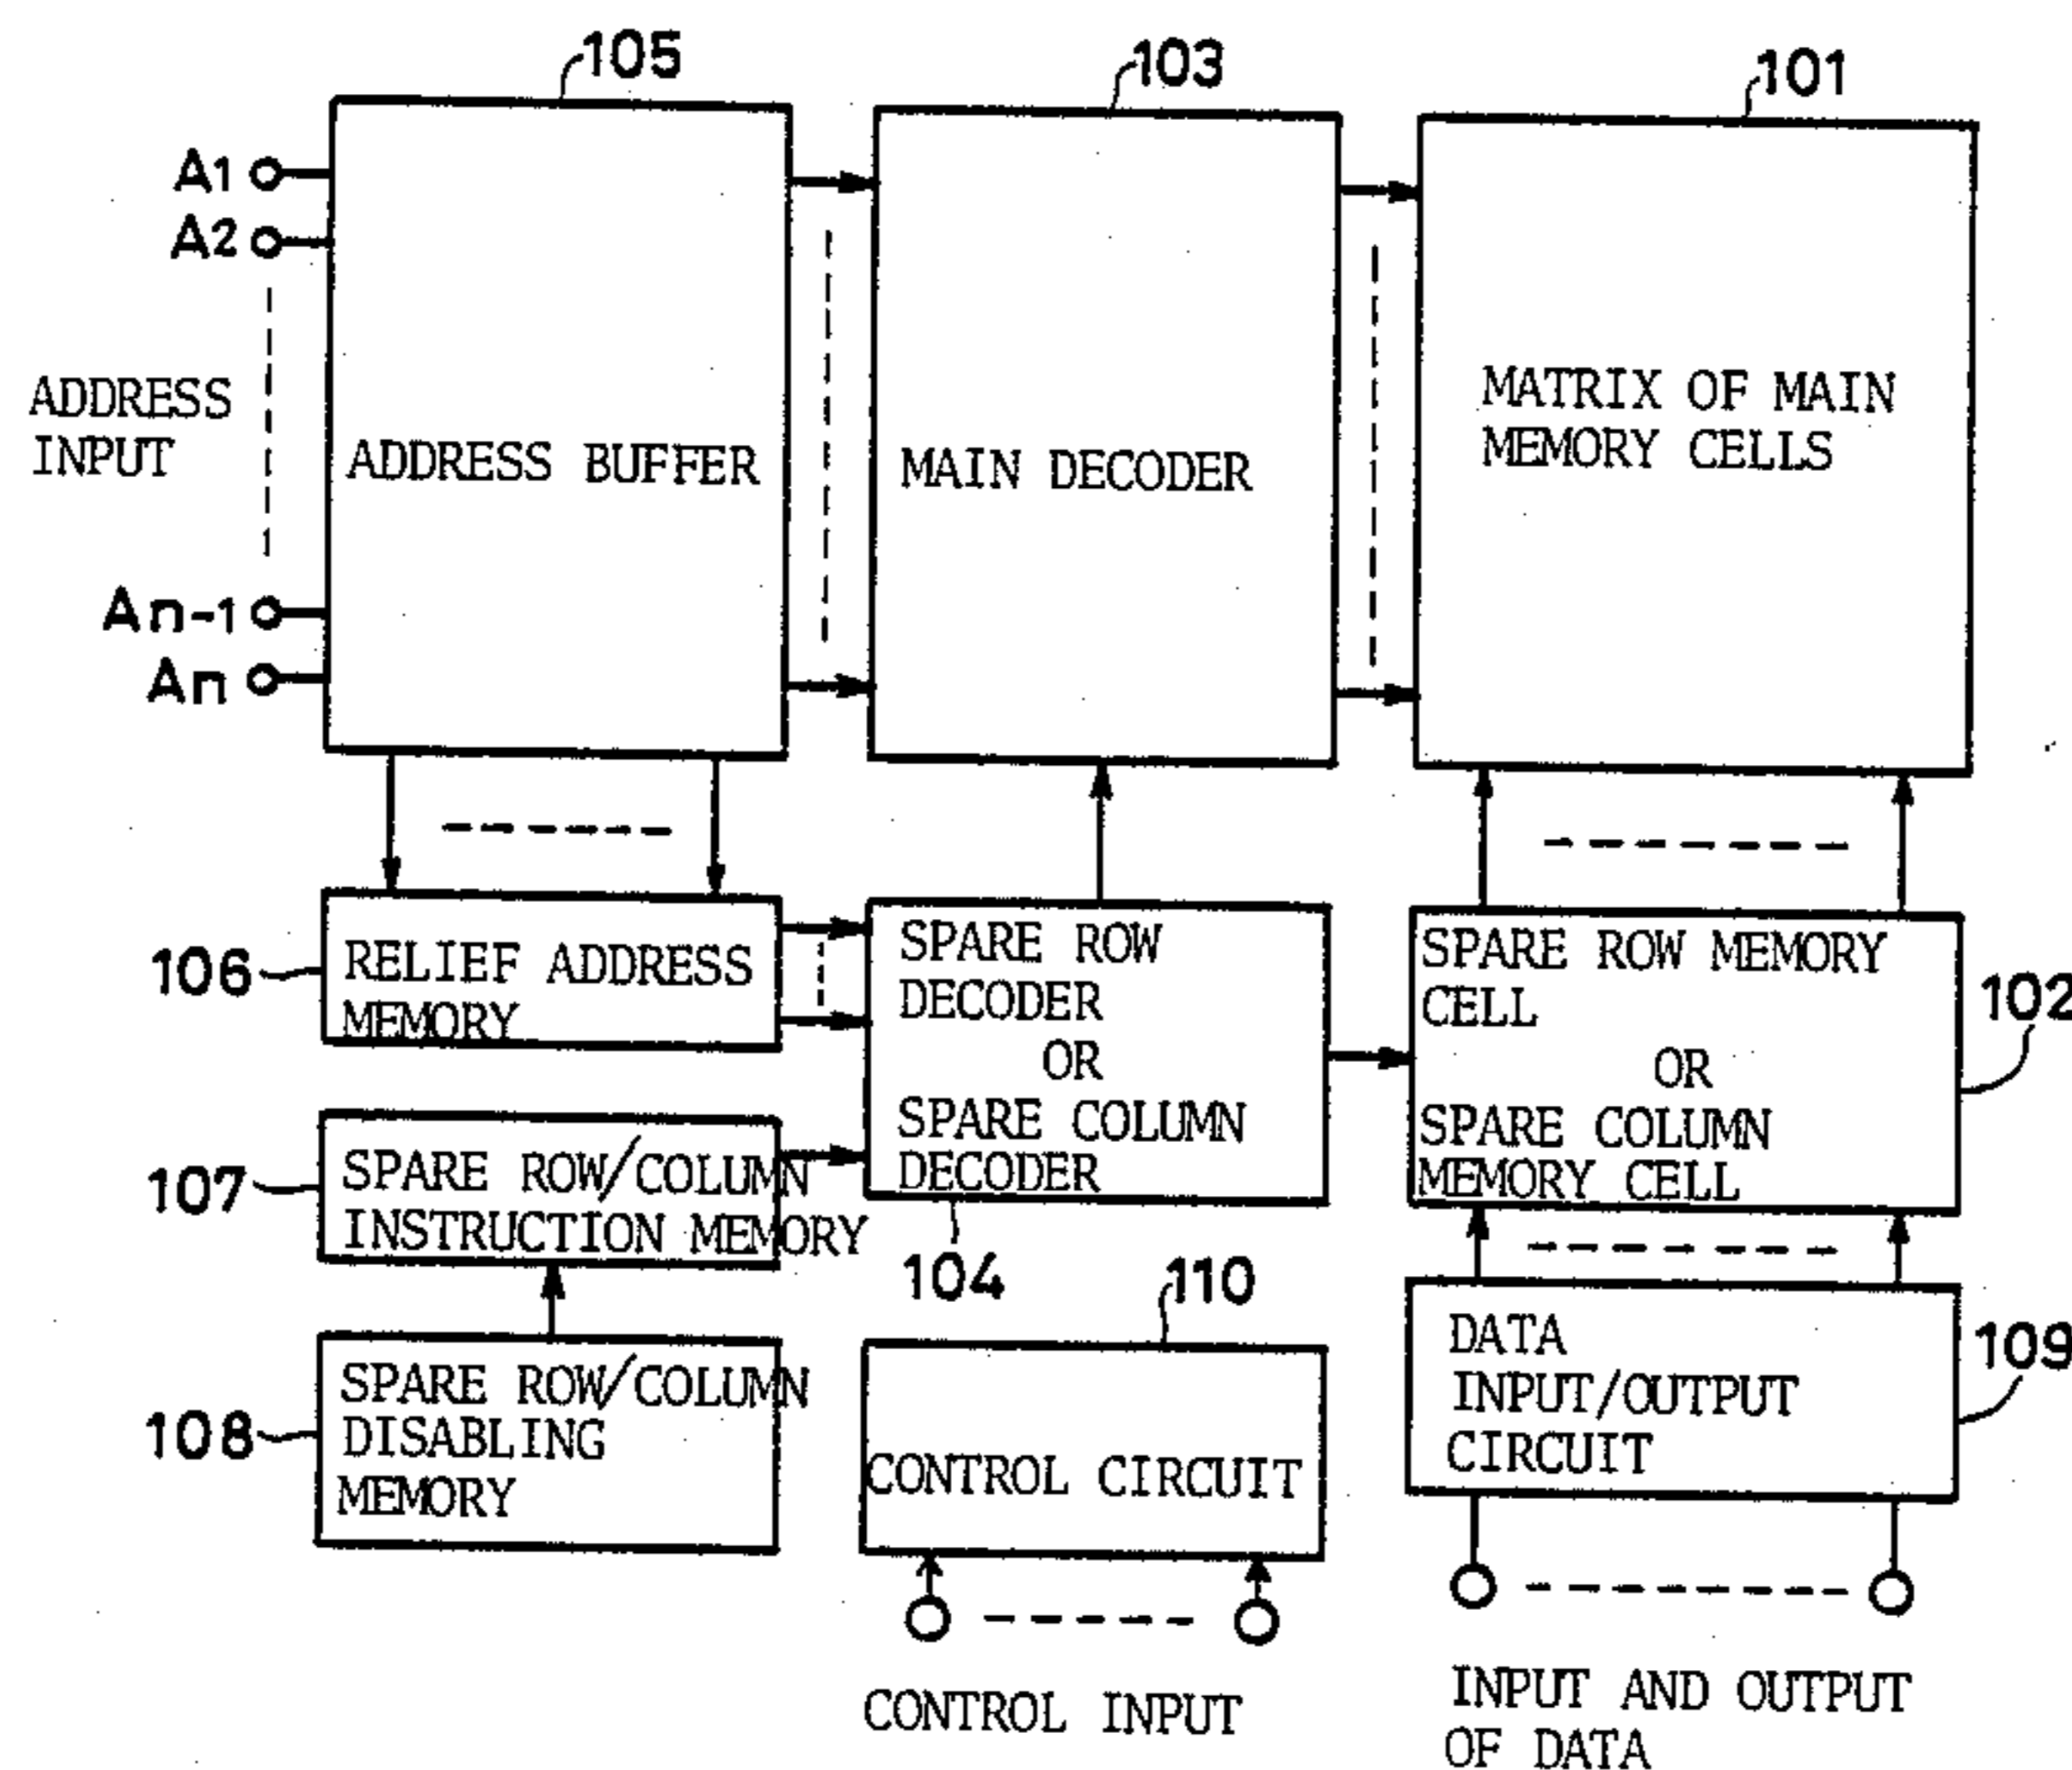 105
103
101
A1
A2
ADDRESS
INPUT
An-1
An
ADDRESS BUFFER
MAIN DECODER
MATRIX OF MAIN
MEMORY CELLS
106
RELIEF ADDRESS
MEMORY
SPARE ROW
DECODER
OR
SPARE COLUMN
DECODER
104
SPARE ROW MEMORY
CELL
OR
SPARE COLUMN
MEMORY CELL
102
107
SPARE ROW/COLUMN
INSTRUCTION MEMORY
108
SPARE ROW/COLUMN
DISABLING
MEMORY
110
CONTROL CIRCUIT
CONTROL INPUT
DATA
INPUT/OUTPUT
CIRCUIT
109
INPUT AND OUTPUT
OF DATA